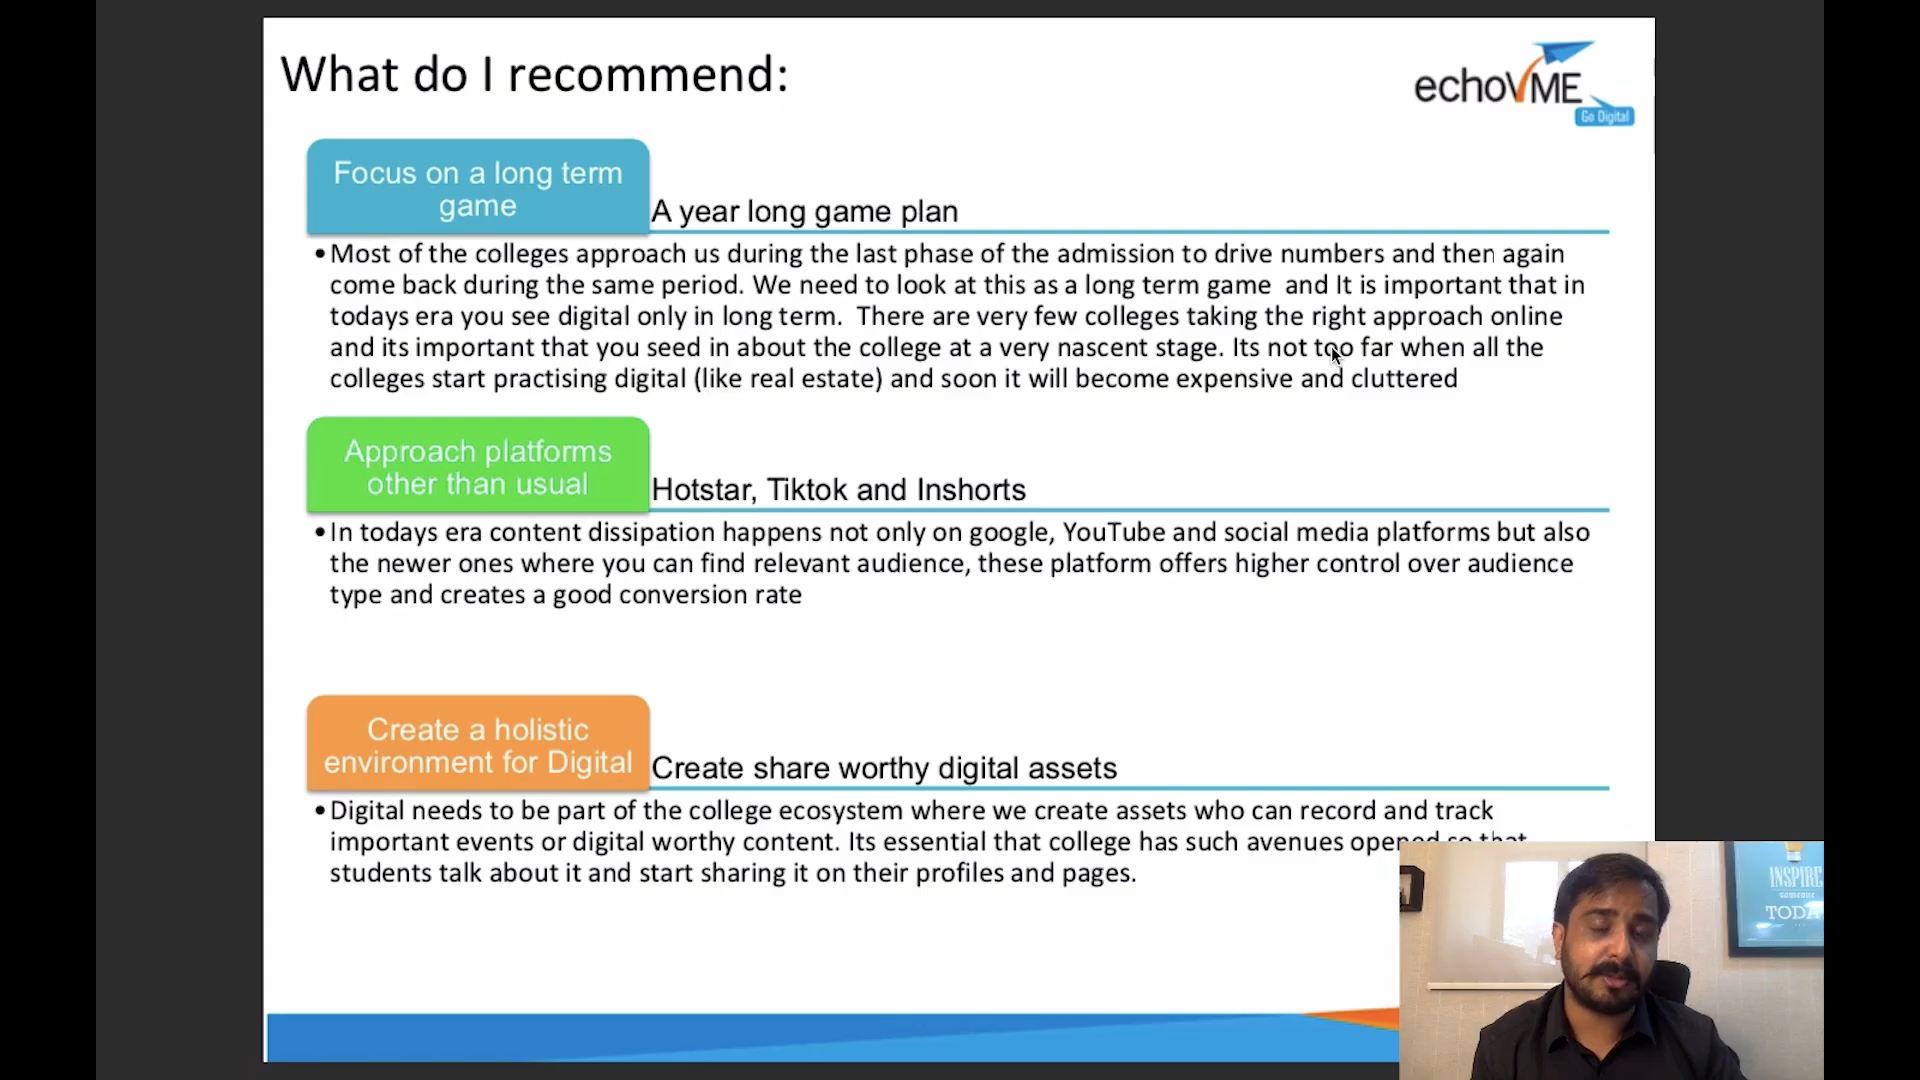 What do I recommend:
echoVME
Go Digital
Focus on a long term
game
A year long game plan
•Most of the colleges approach us during the last phase of the admission to drive numbers and then again
come back during the same period. We need to look at this as a long term game  and It is important that in
todays era you see digital only in long term.  There are very few colleges taking the right approach online
and its important that you seed in about the college at a very nascent stage. Its not too far when all the
colleges start practising digital (like real estate) and soon it will become expensive and cluttered
Approach platforms
other than usual
Hotstar, Tiktok and Inshorts
•In todays era content dissipation happens not only on google, YouTube and social media platforms but also
the newer ones where you can find relevant audience, these platform offers higher control over audience
type and creates a good conversion rate
Create a holistic
environment for Digital
Create share worthy digital assets
•Digital needs to be part of the college ecosystem where we create assets who can record and track
important events or digital worthy content. Its essential that college has such avenues opened so that
students talk about it and start sharing it on their profiles and pages.
INSPIRE
someone
TODA